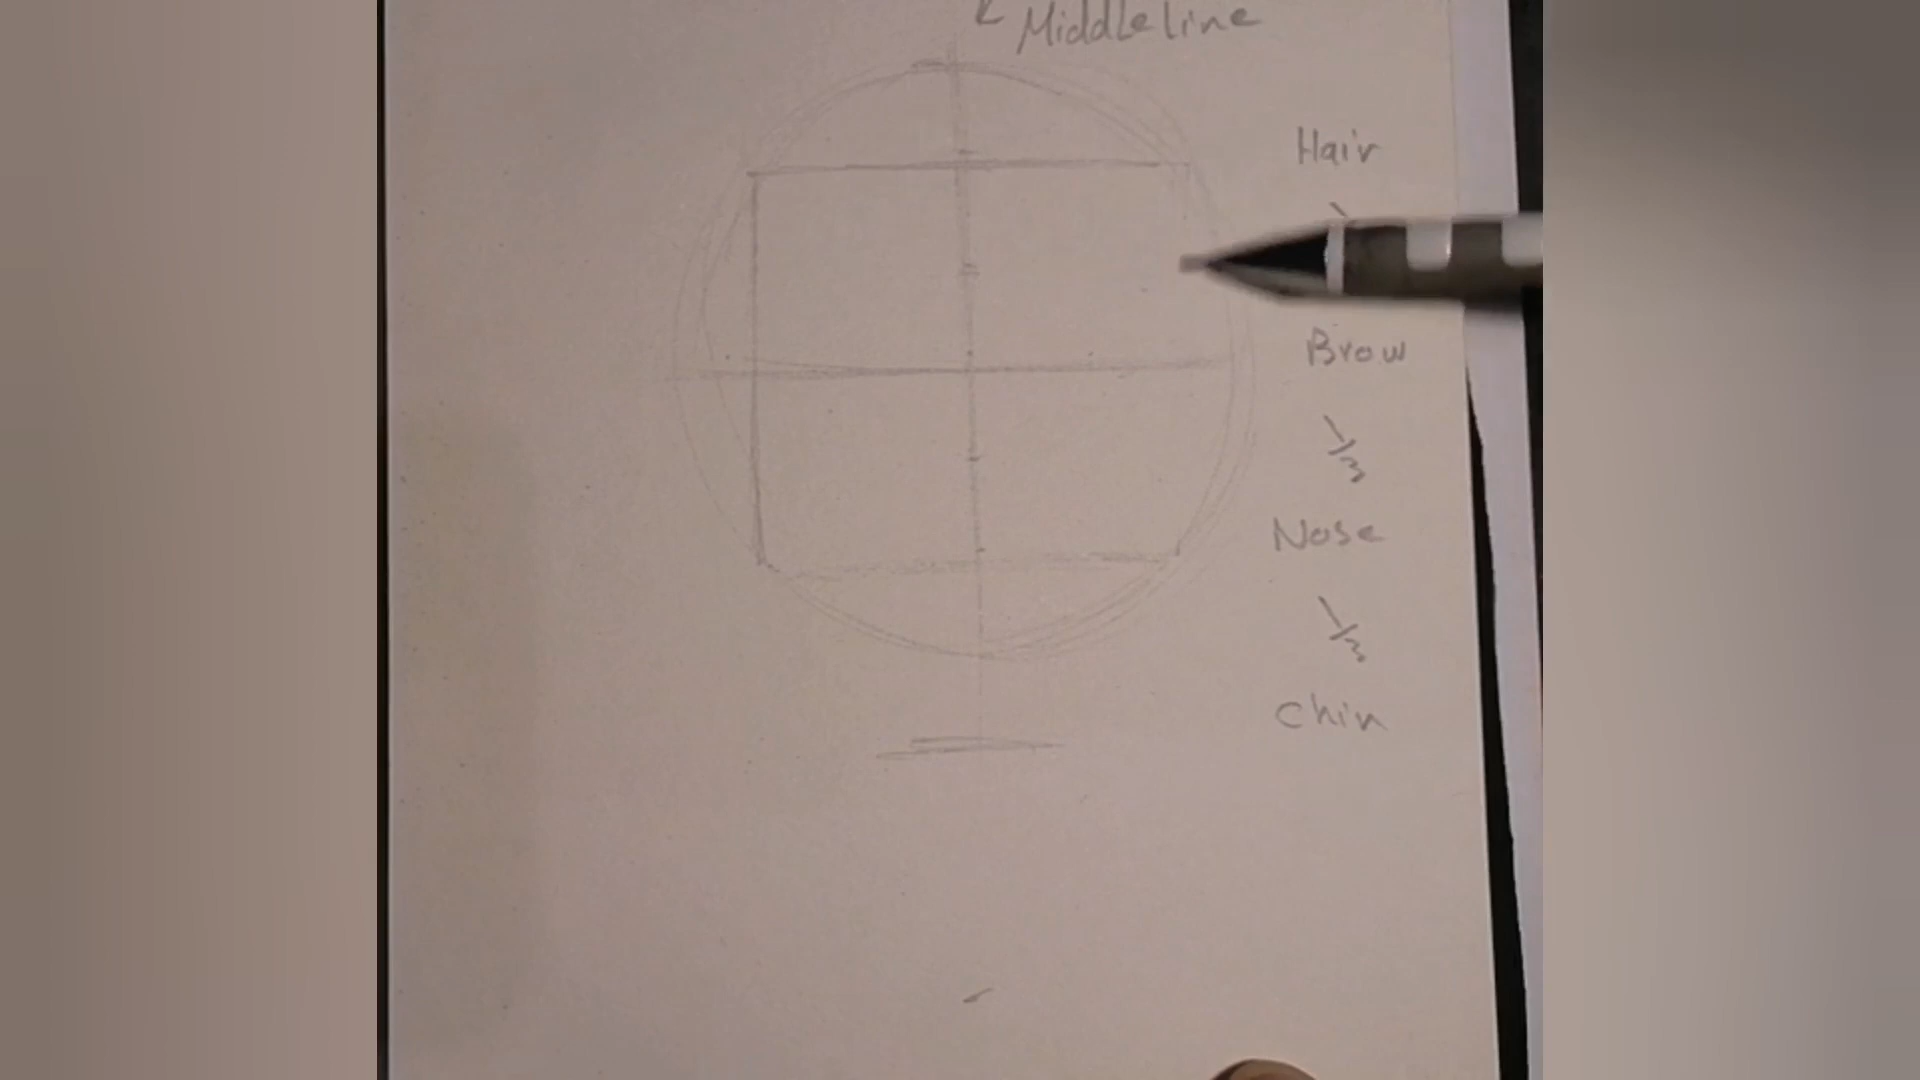 Middleline
Hair
Brow
1/3
Nose
1/3
Chin